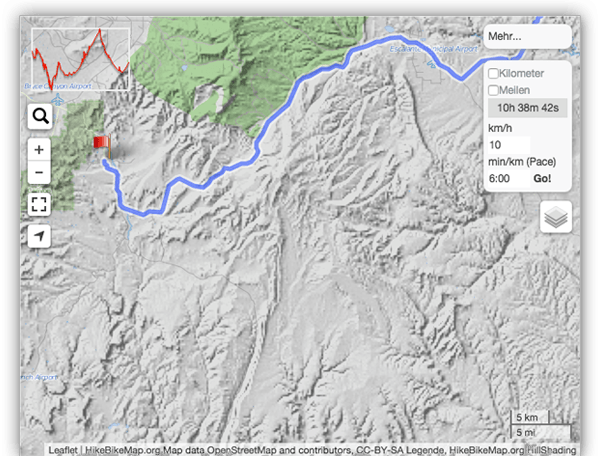 Mehr...
Escalante Municipal Airport
Kilometer
Meilen
10h 38m 42s
km/h
10
min/km (Pace)
6:00 Go!
Bryce Canyon Airport
+
−
5 km
5 mi
Leaflet | HikeBikeMap.org Map data OpenStreetMap and contributors, CC-BY-SA Legende, HikeBikeMap.org HillShading